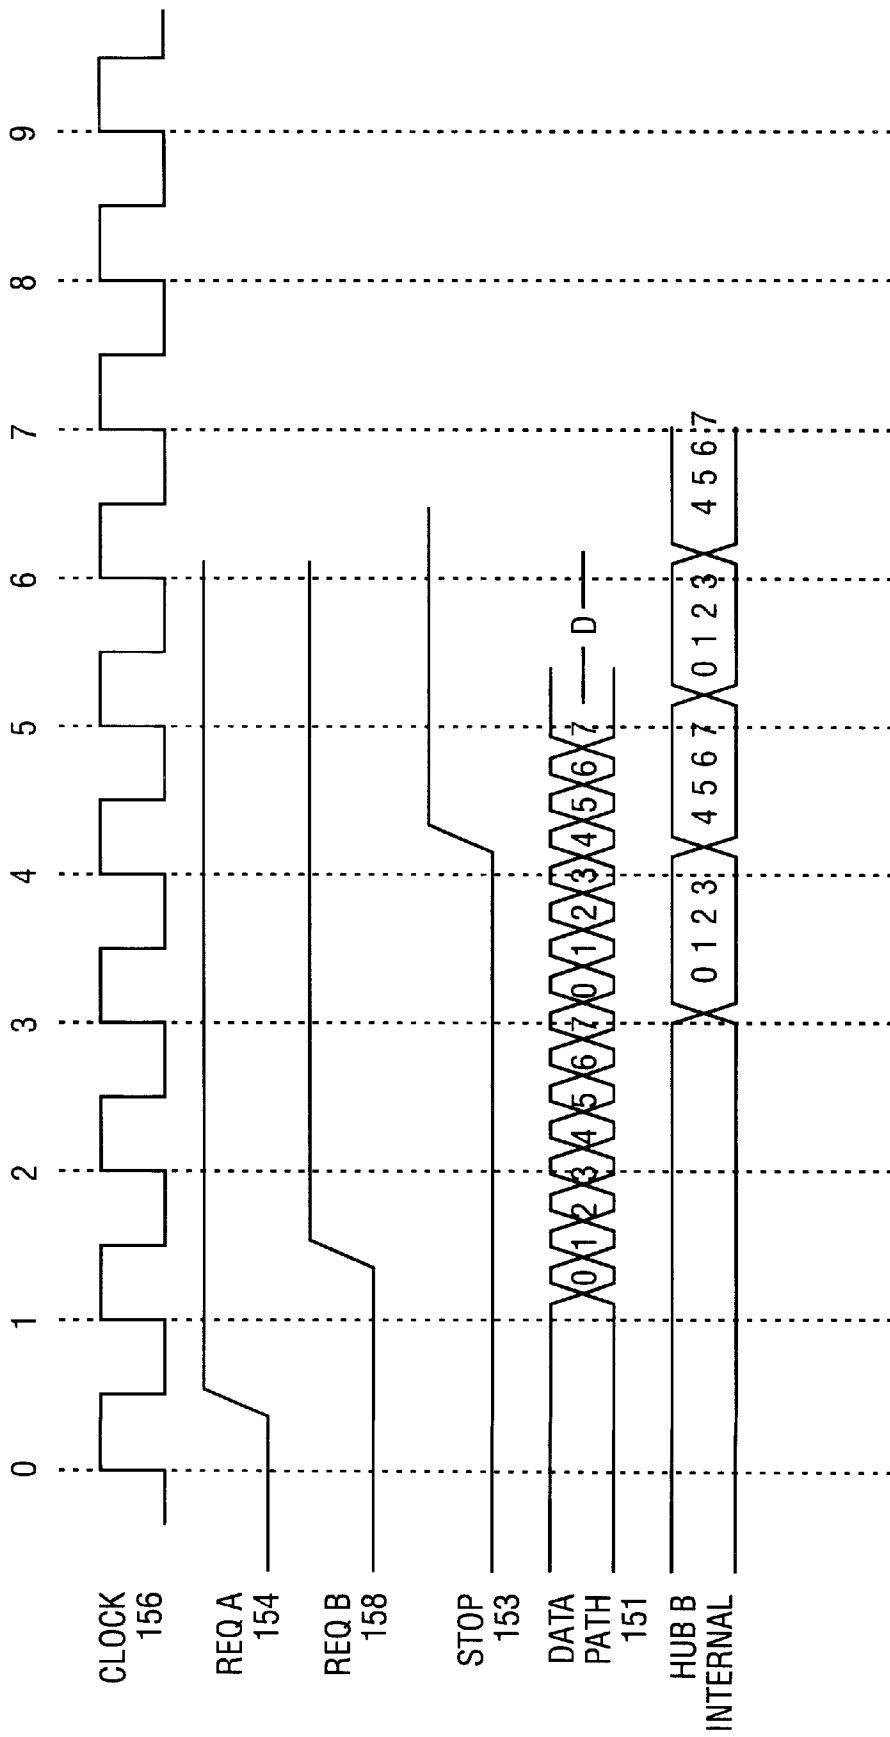 0 1 2 3 4 5 6 7 8 9
CLOCK
156
REQ A
154
REQ B
158
STOP
153
DATA
PATH
151
0 1 2 3 4 5 6 7 0 1 2 3 4 5 6 7 D
HUB B
INTERNAL
0 1 2 3 4 5 6 7 0 1 2 3 4 5 6 7